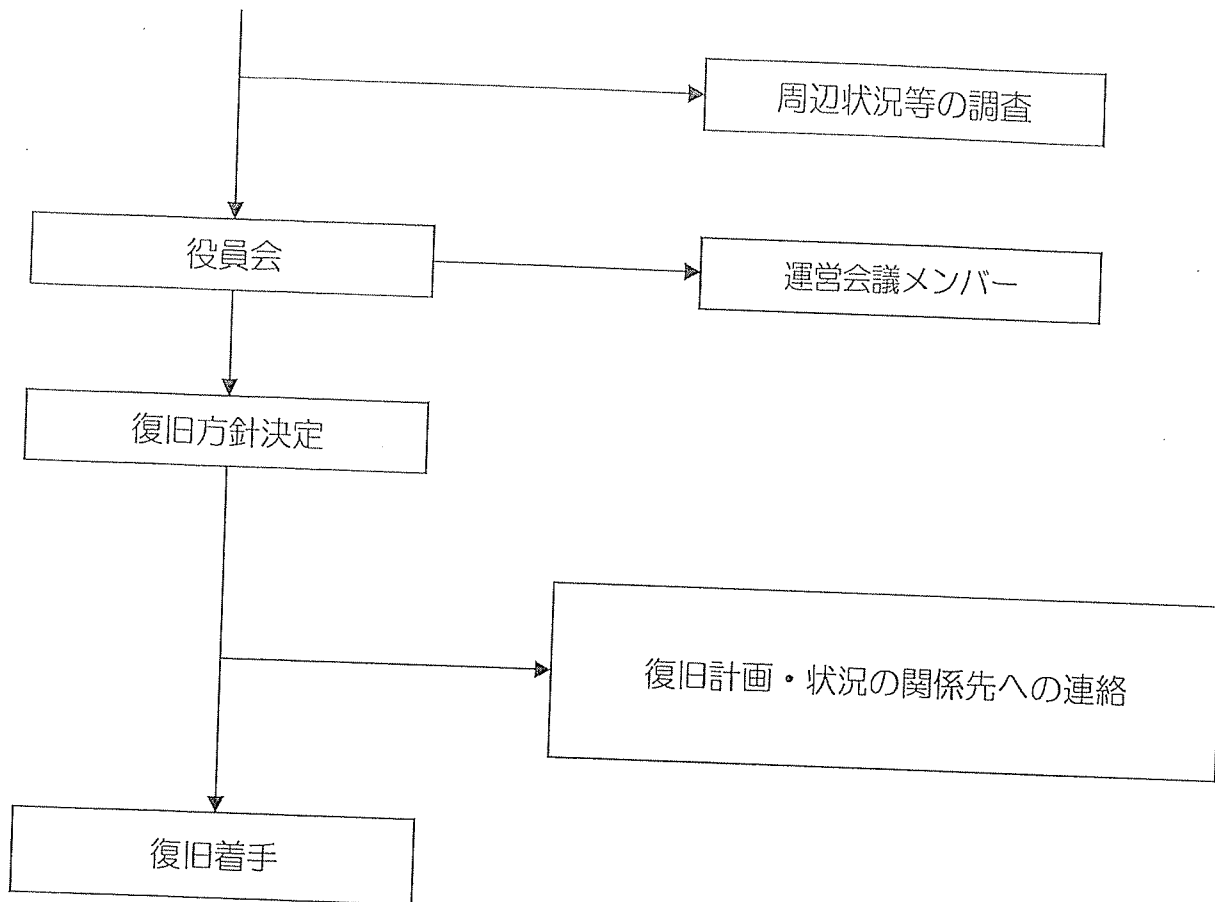 周辺状況等の調査
役員会
運営会議メンバー
復旧方針決定
復旧計画・状況の関係先への連絡
復旧着手